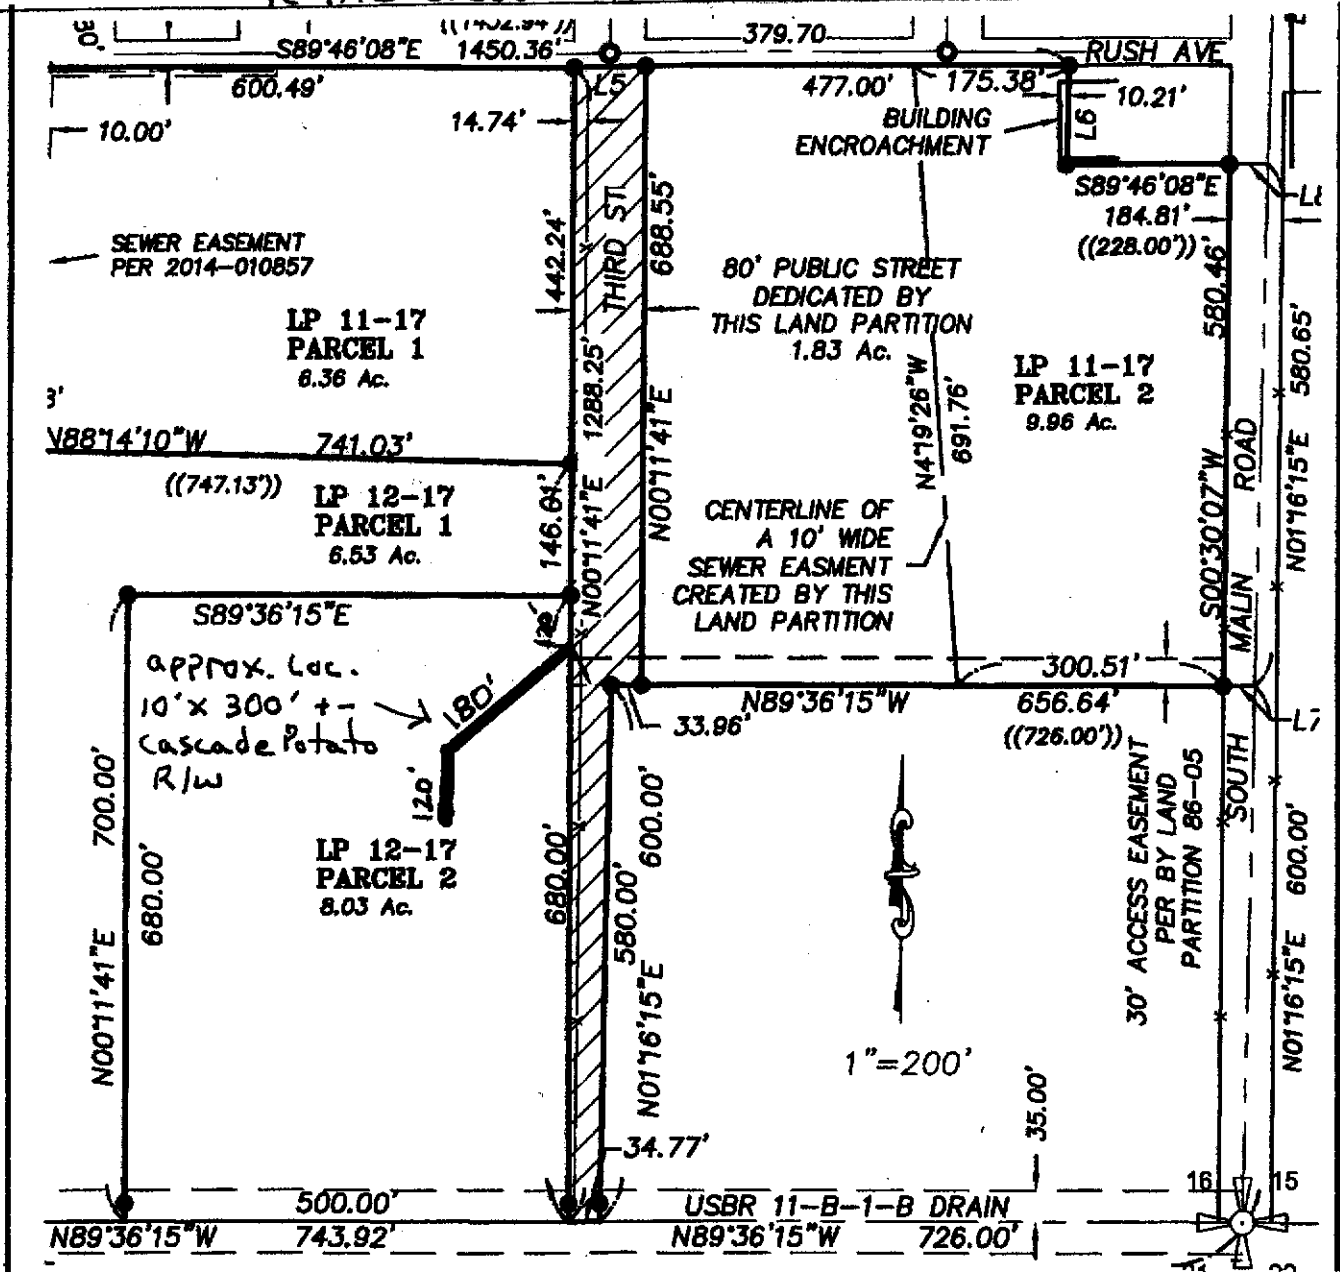 30'
((1452.94'))
S89°46'08"E
1450.36'
379.70
RUSH AVE
600.49'
L5
477.00'
175.38'
10.21'
14.74'
10.00'
BUILDING
ENCROACHMENT
L6
S89°46'08"E
184.81'
((228.00'))
SEWER EASEMENT
PER 2014-010857
442.24'
THIRD ST.
688.55'
80' PUBLIC STREET
DEDICATED BY
THIS LAND PARTITION
1.83 Ac.
580.46'
580.65'
LP 11-17
PARCEL 1
6.36 Ac.
LP 11-17
PARCEL 2
9.96 Ac.
1288.25'
N00°11'41"E
N00°11'41"E
N4°19'26"W
691.76'
3'
N88°14'10"W
741.03'
((747.13'))
LP 12-17
PARCEL 1
6.53 Ac.
146.01'
CENTERLINE OF
A 10' WIDE
SEWER EASMENT
CREATED BY THIS
LAND PARTITION
S00°30'07"W
SOUTH MALIN ROAD
N01°16'15"E
S89°36'15"E
120'
approx. Loc.
10' x 300' +-
cascade Potato
R/W
180'
120'
33.96'
N89°36'15"W
300.51'
656.64'
((726.00'))
L7
700.00'
680.00'
N00°11'41"E
LP 12-17
PARCEL 2
8.03 Ac.
680.00'
580.00'
600.00'
N01°16'15"E
30' ACCESS EASEMENT
PER BY LAND
PARTITION 86-05
600.00'
N01°16'15"E
1"=200'
35.00'
34.77'
16
15
500.00'
USBR 11-B-1-B DRAIN
N89°36'15"W
743.92'
N89°36'15"W
726.00'